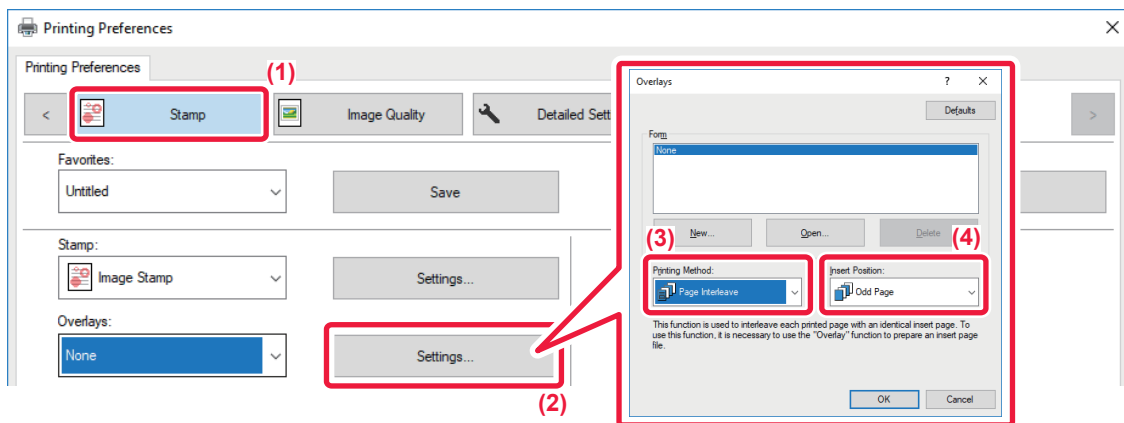 Printing Preferences
Printing Preferences
(1)
< Stamp Image Quality Detailed Sett >
Favorites:
Untitled Save
Stamp:
Image Stamp Settings...
Overlays:
None Settings...
(2)
Overlays ? ×
Defaults
Form
None
New... Open... Delete
(3) (4)
Printing Method: Insert Position:
Page Interleave Odd Page
This function is used to interleave each printed page with an identical insert page. To
use this function, it is necessary to use the "Overlay" function to prepare an insert page
file.
OK Cancel